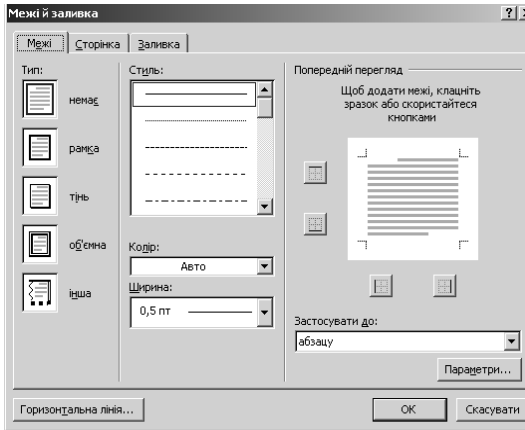 Межі й заливка
Межі
Сторінка
Заливка
Тип:
немає
рамка
тінь
об'ємна
інша
Стиль:
Колір:
Авто
Ширина:
0,5 пт
Попередній перегляд
Щоб додати межі, клацніть
зразок або скористайтеся
кнопками
Застосувати до:
абзацу
Параметри...
Горизонтальна лінія...
ОК
Скасувати